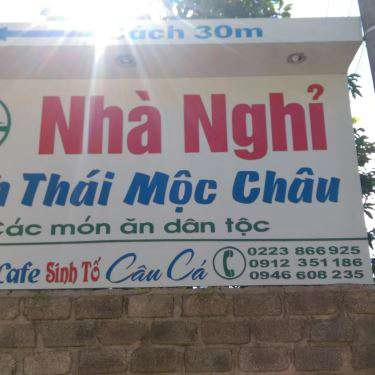 Cách 30m
Nhà Nghỉ
h Thái Mộc Châu
Các món ăn dân tộc
Cafe Sinh Tố Câu Cá 0223 866 925
0912 351 186
0946 608 235